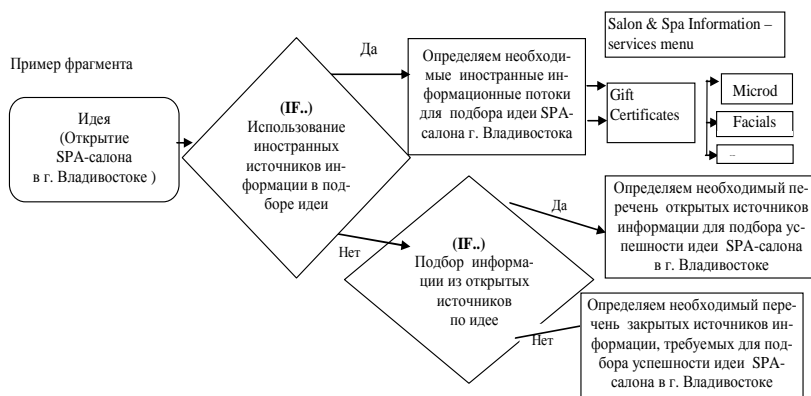 Пример фрагмента
Идея
(Открытие
SPA-салона
в г. Владивостоке )
(IF..)
Использование
иностранных
источников ин-
формации в под-
боре идеи
Да
Определяем необходи-
мые иностранные ин-
формационные потоки
для подбора идеи SPA-
салона г. Владивостока
Salon & Spa Information –
services menu
Gift
Certificates
Microd
Facials
...
Нет
(IF..)
Подбор информа-
ции из открытых
источников
по идее
Да
Определяем необходимый пе-
речень открытых источников
информации для подбора ус-
пешности идеи SPA-салона
в г. Владивостоке
Нет
Определяем необходимый пере-
чень закрытых источников ин-
формации, требуемых для под-
бора успешности идеи SPA-
салона в г. Владивостоке